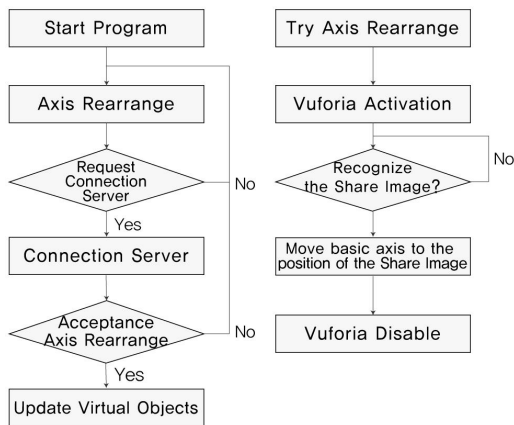 Start Program
Axis Rearrange
Request
Connection
Server
No
Yes
Connection Server
Acceptance
Axis Rearrange
No
Yes
Update Virtual Objects
Try Axis Rearrange
Vuforia Activation
Recognize
the Share Image?
No
Move basic axis to the
position of the Share Image
Vuforia Disable